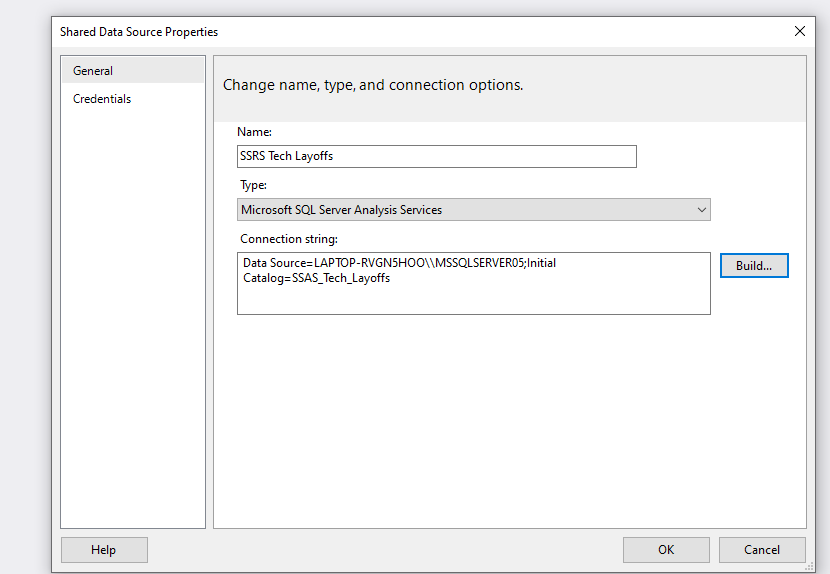 Shared Data Source Properties
General
Credentials
Change name, type, and connection options.
Name:
SSRS Tech Layoffs
Type:
Microsoft SQL Server Analysis Services
Connection string:
Data Source=LAPTOP-RVGN5HOO\\MSSQLSERVER05;Initial
Catalog=SSAS_Tech_Layoffs
Build...
Help
OK
Cancel